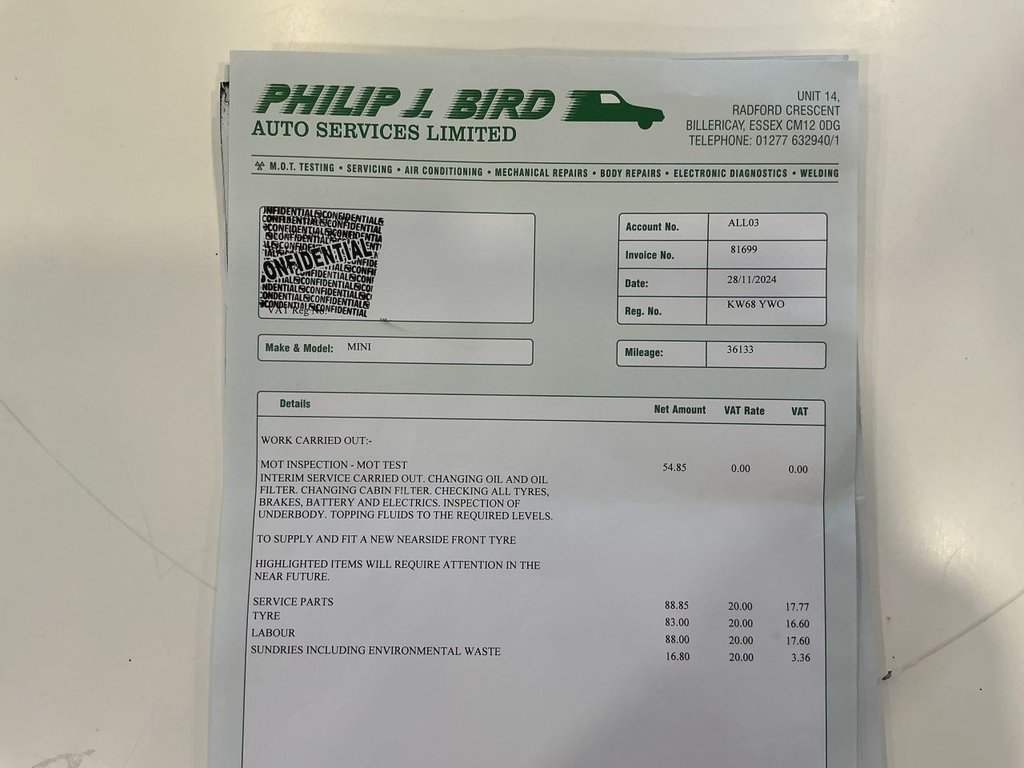 PHILIP J. BIRD
AUTO SERVICES LIMITED
UNIT 14,
RADFORD CRESCENT
BILLERICAY, ESSEX CM12 0DG
TELEPHONE: 01277 632940/1
M.O.T. TESTING • SERVICING • AIR CONDITIONING • MECHANICAL REPAIRS • BODY REPAIRS • ELECTRONIC DIAGNOSTICS • WELDING
CONFIDENTIAL
VAT Reg No.
Account No. ALL03
Invoice No. 81699
Date: 28/11/2024
Reg. No. KW68 YWO
Make & Model: MINI
Mileage: 36133
Details Net Amount VAT Rate VAT
WORK CARRIED OUT:-
MOT INSPECTION - MOT TEST 54.85 0.00 0.00
INTERIM SERVICE CARRIED OUT. CHANGING OIL AND OIL
FILTER. CHANGING CABIN FILTER. CHECKING ALL TYRES,
BRAKES, BATTERY AND ELECTRICS. INSPECTION OF
UNDERBODY. TOPPING FLUIDS TO THE REQUIRED LEVELS.
TO SUPPLY AND FIT A NEW NEARSIDE FRONT TYRE
HIGHLIGHTED ITEMS WILL REQUIRE ATTENTION IN THE
NEAR FUTURE.
SERVICE PARTS 88.85 20.00 17.77
TYRE 83.00 20.00 16.60
LABOUR 88.00 20.00 17.60
SUNDRIES INCLUDING ENVIRONMENTAL WASTE 16.80 20.00 3.36